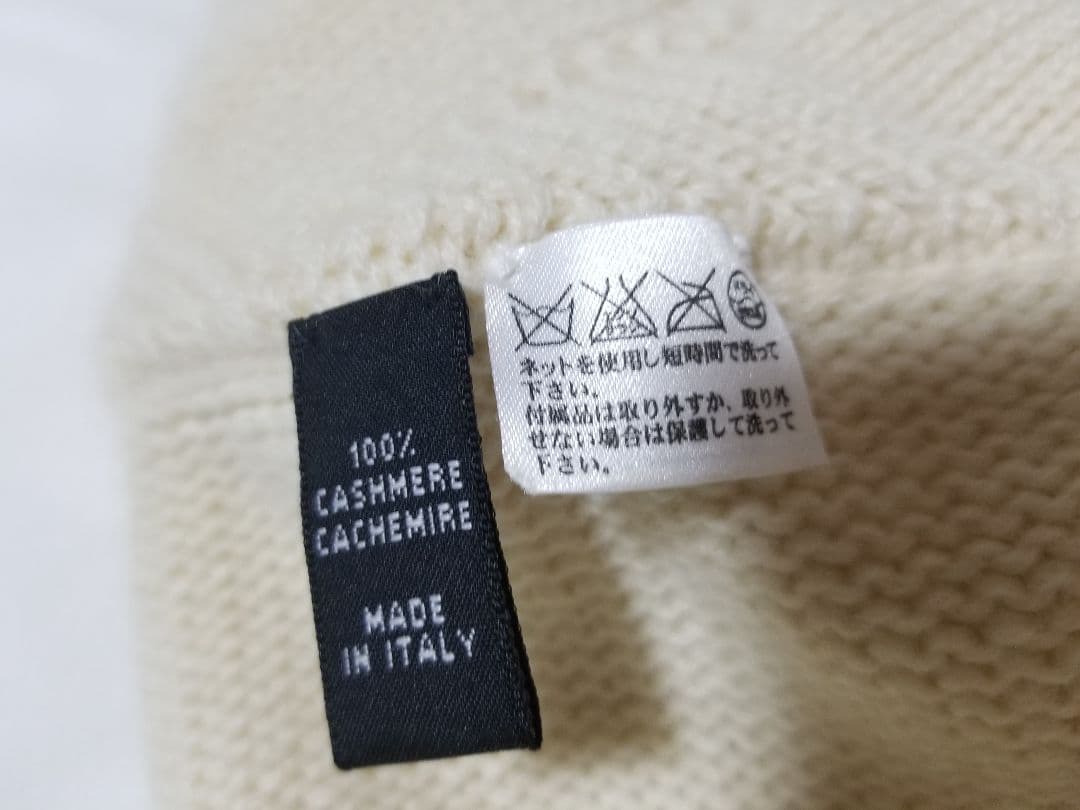 100%
CASHMERE
CACHEMIRE
MADE
IN ITALY
ネットを使用し短時間で洗って
下さい。
付属品は取り外すか、取り外
せない場合は保護して洗って
下さい。